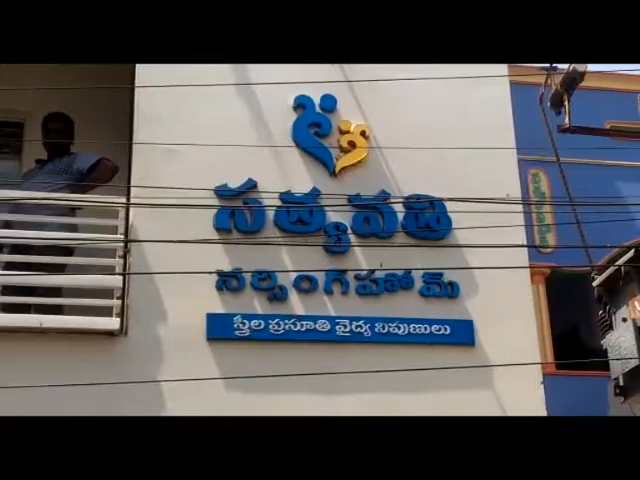 సత్యవతి
నర్సింగ్ హోమ్
స్త్రీల ప్రసూతి వైద్య నిపుణులు